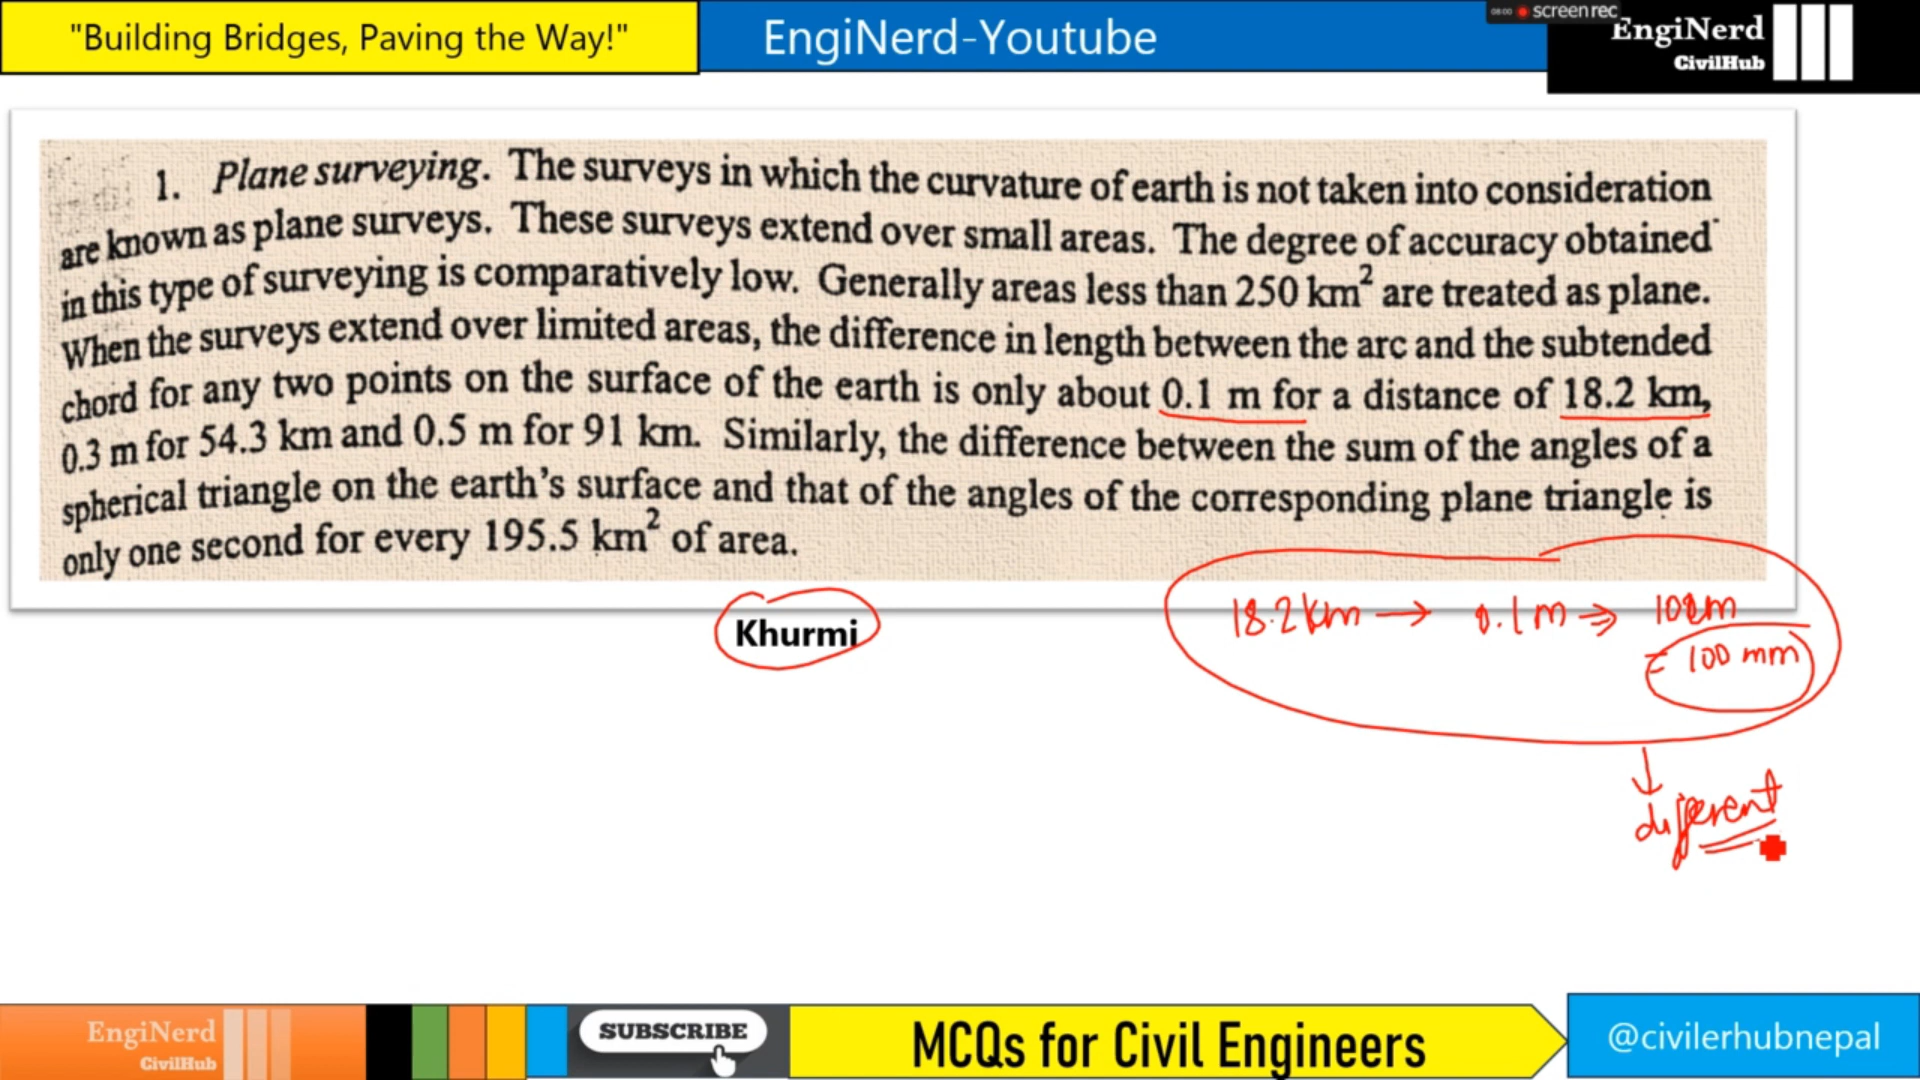 "Building Bridges, Paving the Way!"
EngiNerd-Youtube
screen rec
EngiNerd
CivilHub
1. Plane surveying. The surveys in which the curvature of earth is not taken into consideration
are known as plane surveys. These surveys extend over small areas. The degree of accuracy obtained
in this type of surveying is comparatively low. Generally areas less than 250 km² are treated as plane.
When the surveys extend over limited areas, the difference in length between the arc and the subtended
chord for any two points on the surface of the earth is only about 0.1 m for a distance of 18.2 km,
0.3 m for 54.3 km and 0.5 m for 91 km. Similarly, the difference between the sum of the angles of a
spherical triangle on the earth's surface and that of the angles of the corresponding plane triangle is
only one second for every 195.5 km² of area.
18.2 km → 0.1 m ⇒
= 100 mm
Khurmi
↓
different
EngiNerd
CivilHub
SUBSCRIBE
MCQs for Civil Engineers
@civilerhubnepal